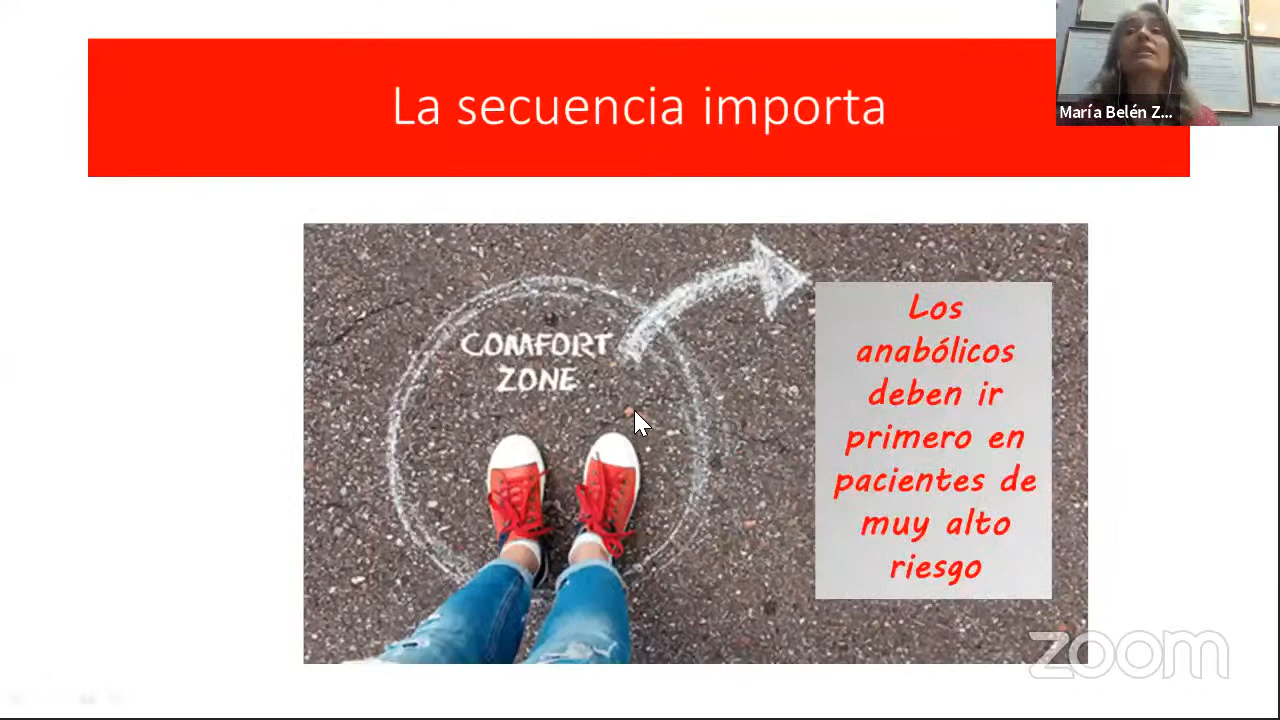 La secuencia importa
María Belén Z...
COMFORT
ZONE
Los
anabólicos
deben ir
primero en
pacientes de
muy alto
riesgo
zoom